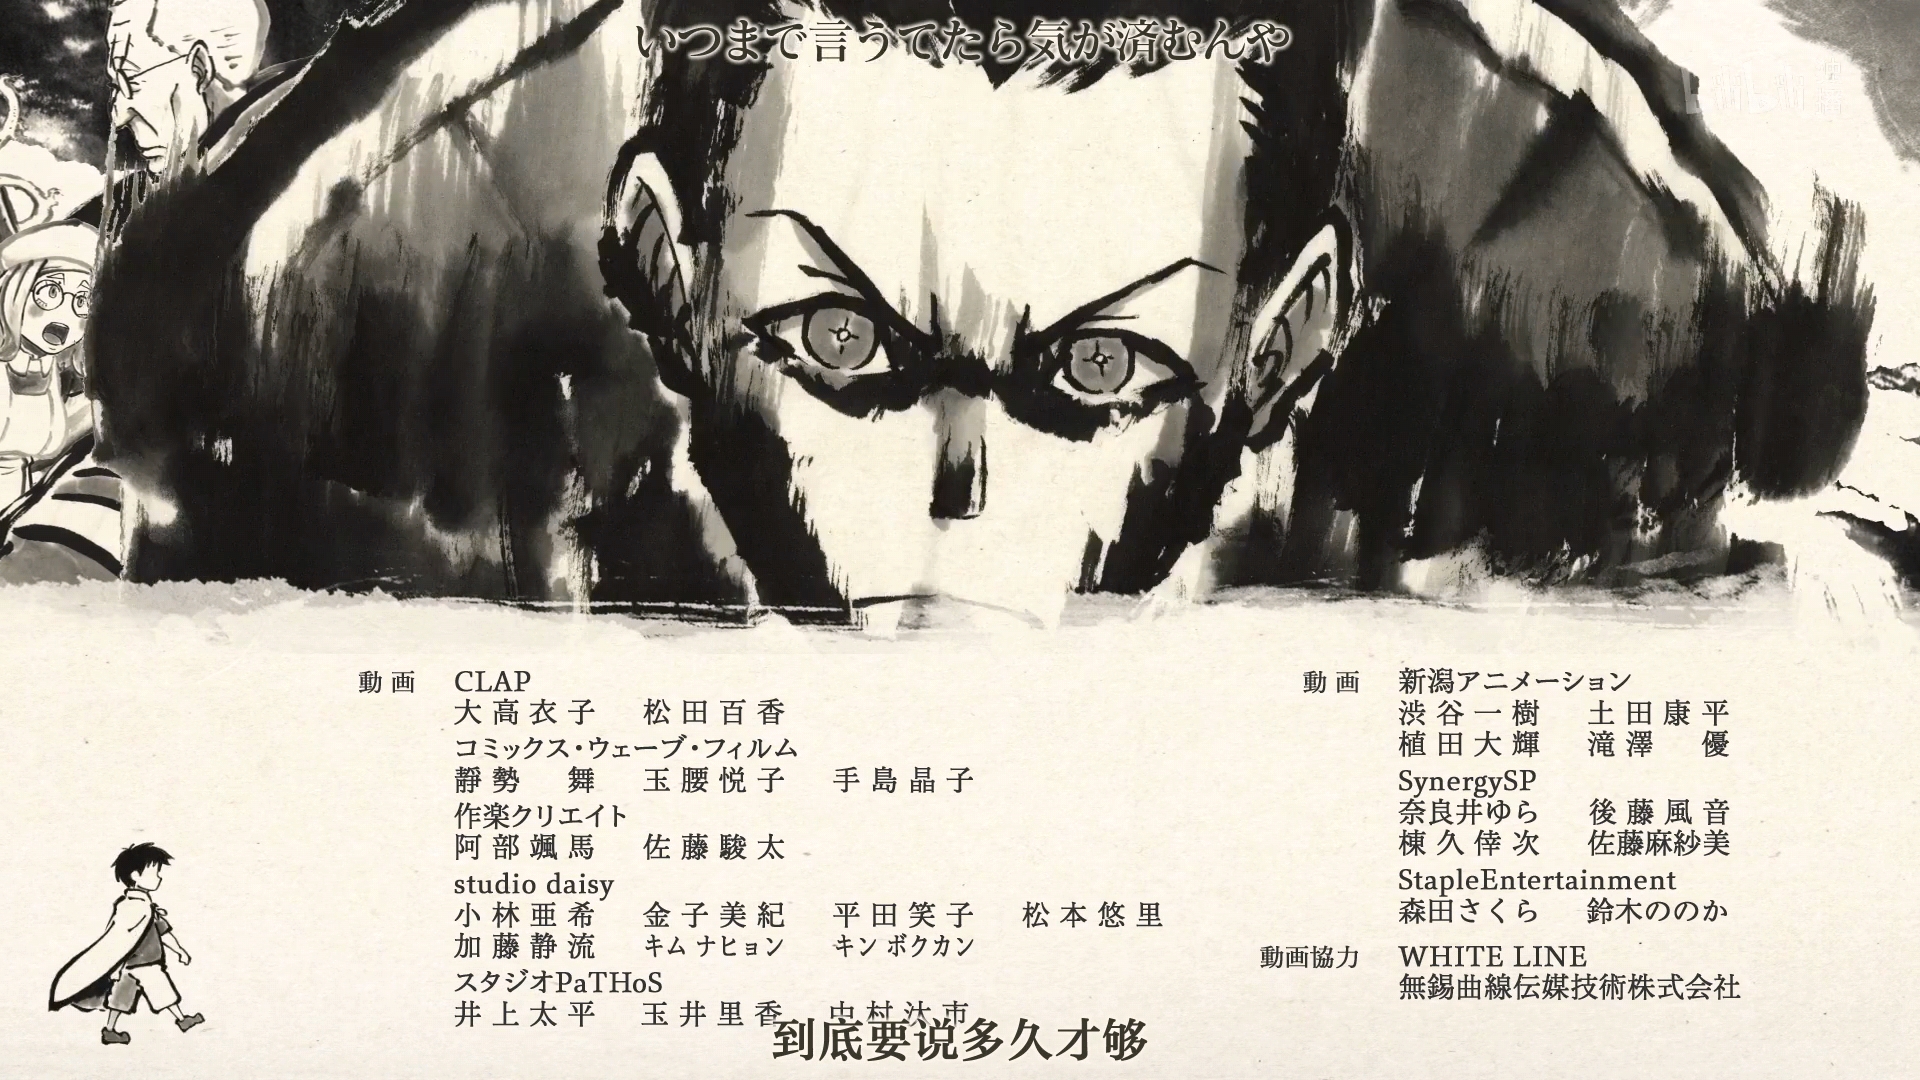 いつまで言うてたら気が済むんや
bilibili 出品
動画 CLAP
大高衣子 松田百香
コミックス・ウェーブ・フィルム
靜勢 舞 玉腰悦子 手島晶子
作楽クリエイト
阿部颯馬 佐藤駿太
studio daisy
小林亜希 金子美紀 平田笑子 松本悠里
加藤静流 キム ナヒョン キン ボクカン
スタジオPaTHoS
井上太平 玉井里香 中村汰市
動画 新潟アニメーション
渋谷一樹 土田康平
植田大輝 滝澤 優
SynergySP
奈良井ゆら 後藤風音
棟久倖次 佐藤麻紗美
StapleEntertainment
森田さくら 鈴木ののか
動画協力 WHITE LINE
無錫曲線伝媒技術株式会社
到底要说多久才够